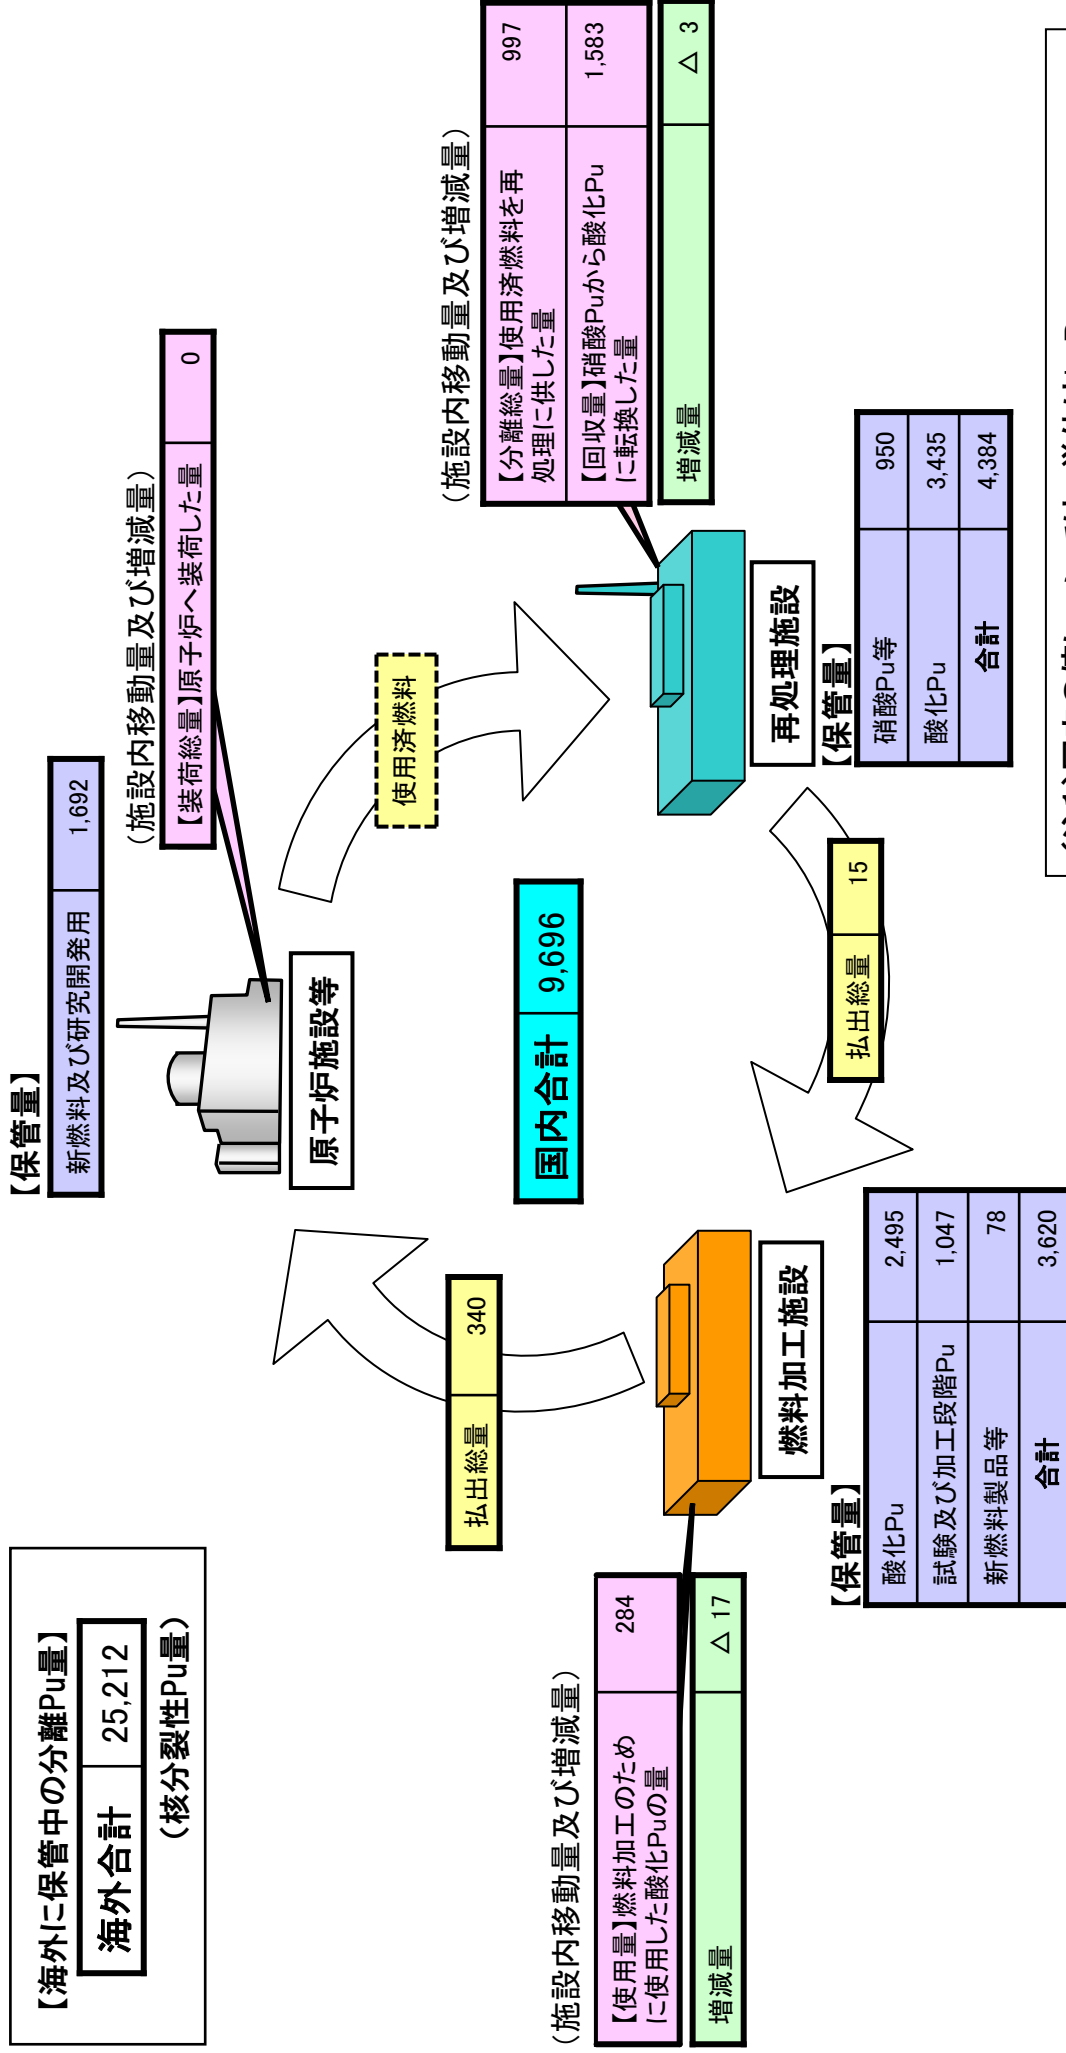 【海外に保管中の分離Pu量】
海外合計 25,212
（核分裂性Pu量）
【保管量】
新燃料及び研究開発用 1,692
（施設内移動量及び増減量）
【装荷総量】原子炉へ装荷した量 0
原子炉施設等
（施設内移動量及び増減量）
【分離総量】使用済燃料を再
処理に供した量
997
【回収量】硝酸Puから酸化Pu
に転換した量
1,583
増減量 △ 3
使用済燃料
払出総量 340
国内合計 9,696
（施設内移動量及び増減量）
【使用量】燃料加工のため
に使用した酸化Puの量
284
増減量 △ 17
燃料加工施設
【保管量】
酸化Pu 2,495
試験及び加工段階Pu 1,047
新燃料製品等 78
合計 3,620
払出総量 15
再処理施設
【保管量】
硝酸Pu等 950
酸化Pu 3,435
合計 4,384